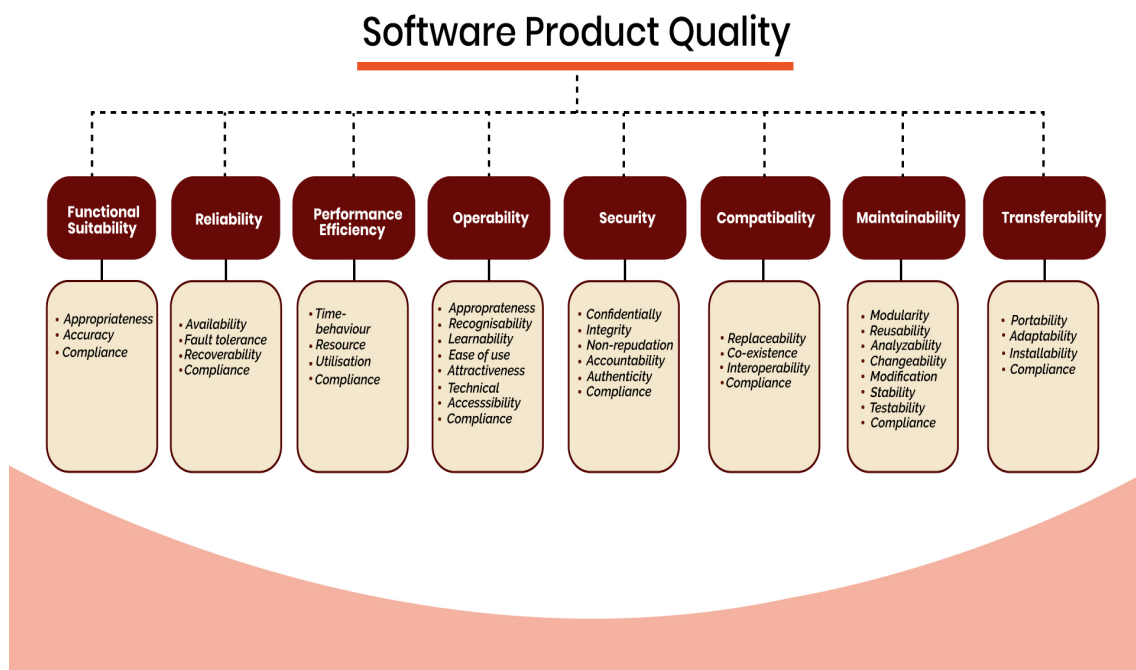 Software Product Quality
Functional
Suitability
Reliability
Performance
Efficiency
Operability
Security
Compatibality
Maintainability
Transferability
• Appropriateness
• Accuracy
• Compliance
• Availability
• Fault tolerance
• Recoverability
• Compliance
• Time-
behaviour
• Resource
• Utilisation
• Compliance
• Approprateness
• Recognisability
• Learnability
• Ease of use
• Attractiveness
• Technical
• Accesssibility
• Compliance
• Confidentially
• Integrity
• Non-repudation
• Accountability
• Authenticity
• Compliance
• Replaceability
• Co-existence
• Interoperability
• Compliance
• Modularity
• Reusability
• Analyzability
• Changeability
• Modification
• Stability
• Testability
• Compliance
• Portability
• Adaptability
• Installability
• Compliance